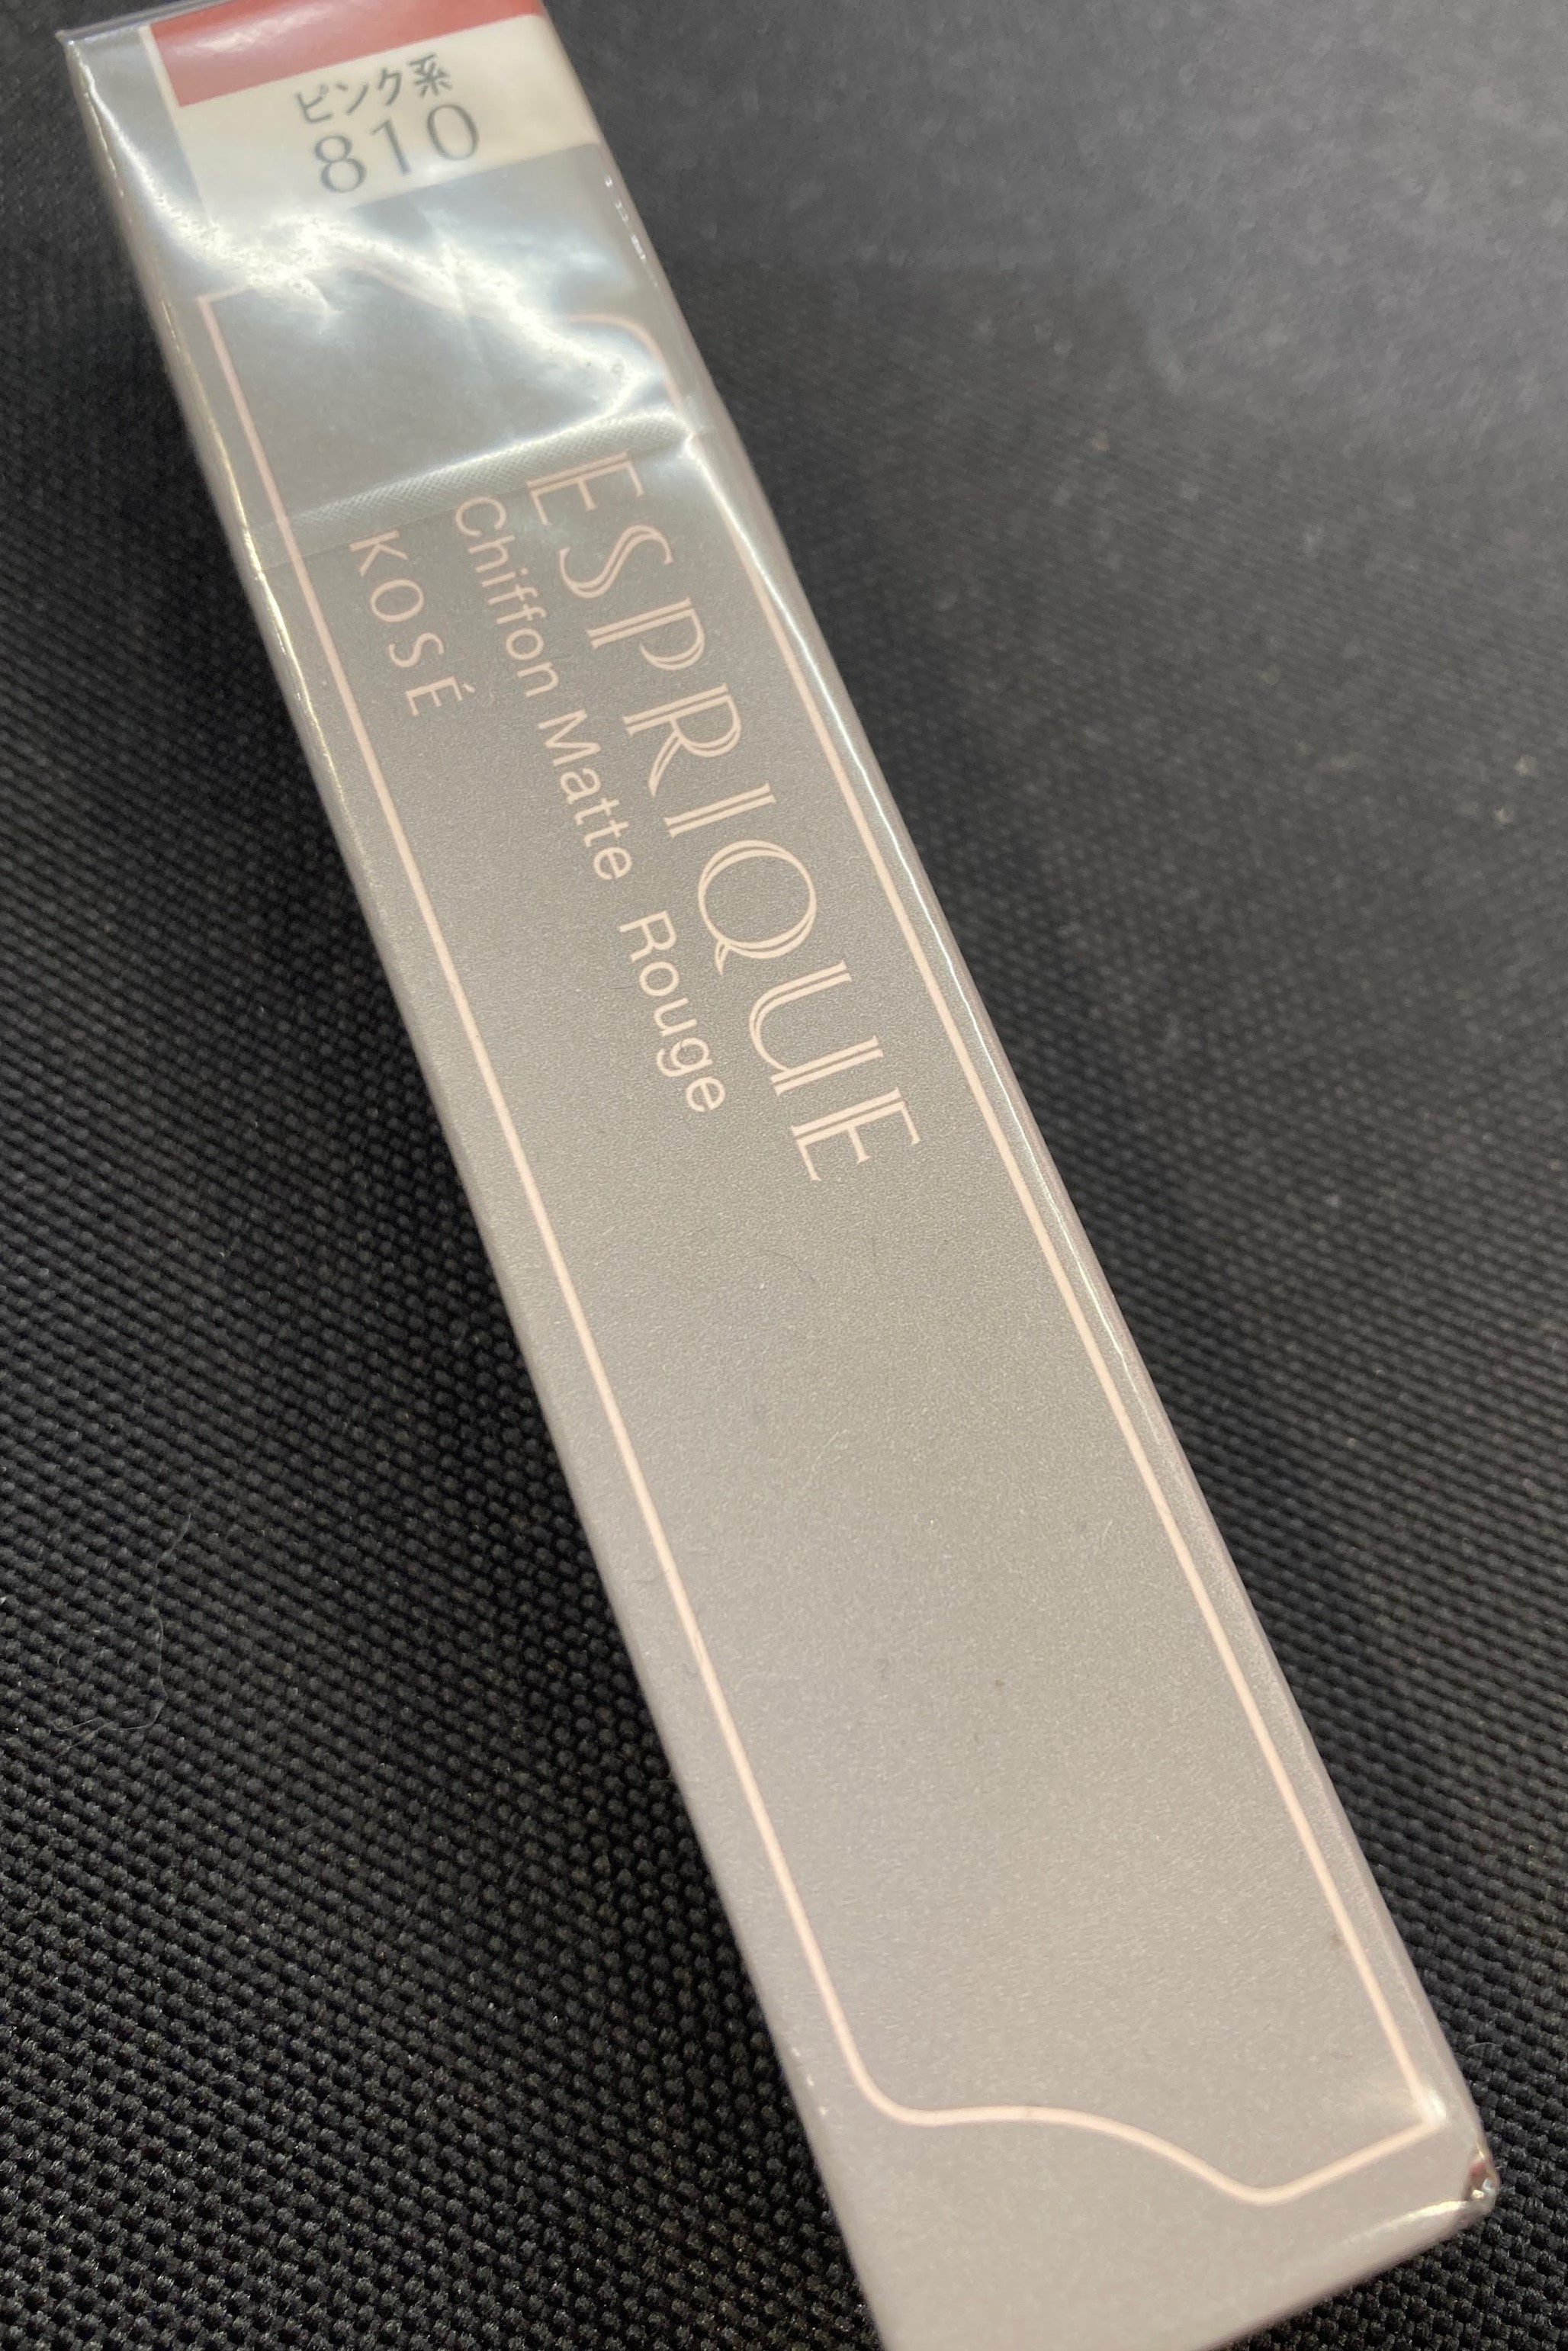 ピンク系
810
ESPRIQUE
Chiffon Matte Rouge
KOSÉ